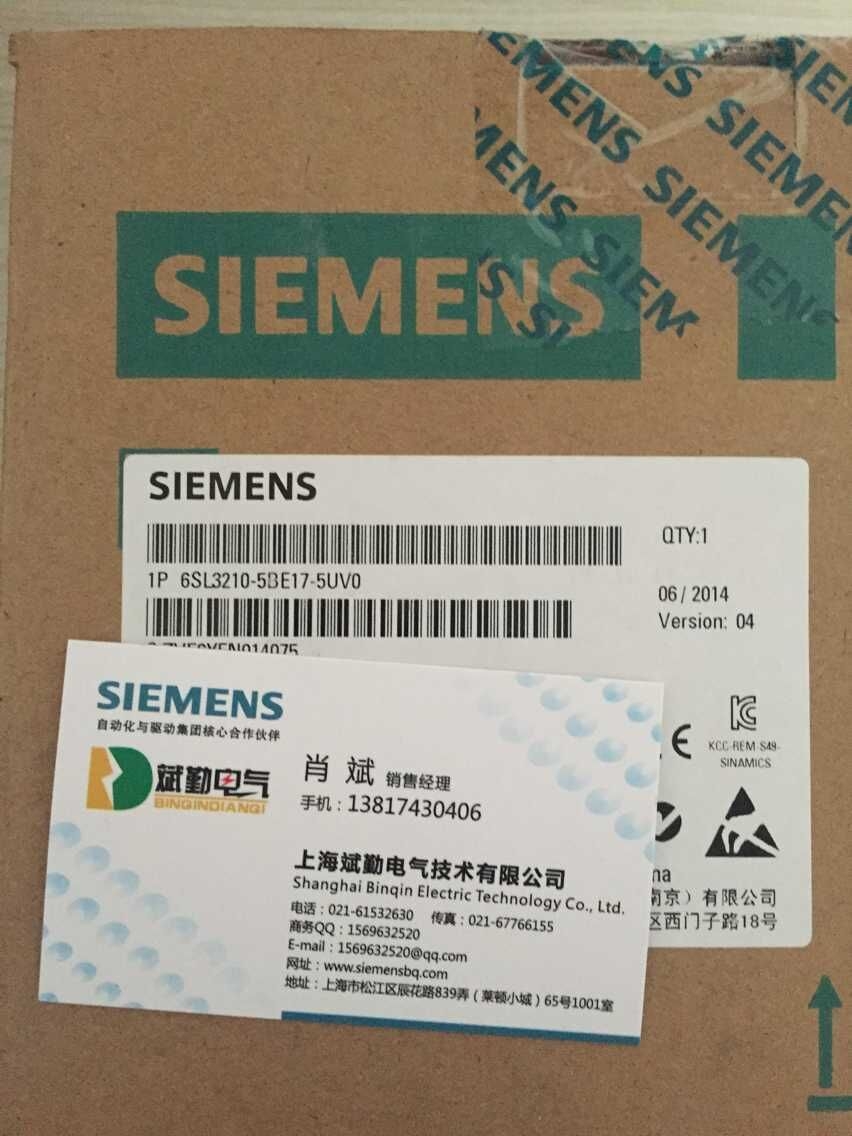 SIEMENS
EMENS
SIEMENS
SIEMENS
SIEMENS
1P 6SL3210-5BE17-5UV0
QTY:1
06 / 2014
Version: 04
KCC-REM-S49-
SINAMICS
南京）有限公司
区西门子路18号
SIEMENS
自动化与驱动集团核心合作伙伴
斌勤电气
BINGINDIANQI
肖 斌 销售经理
手机：13817430406
上海斌勤电气技术有限公司
Shanghai Binqin Electric Technology Co., Ltd.
电话：021-61532630 传真：021-67766155
商务QQ：1569632520
E-mail：1569632520@qq.com
网址：www.siemensbq.com
地址：上海市松江区辰花路839弄（莱顿小城）65号1001室